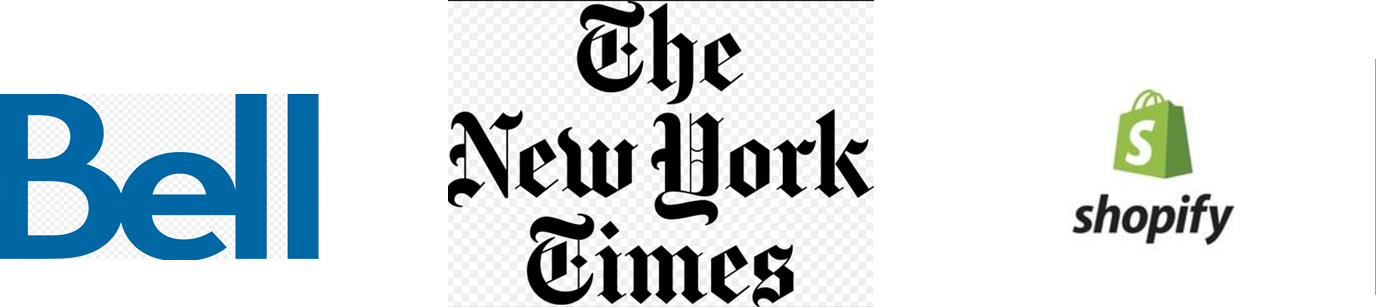 Bell
The
New York
Times
S
shopify